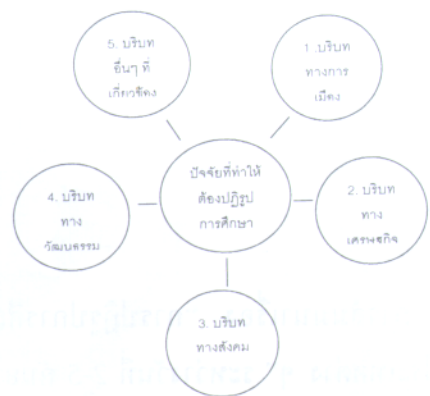 ปัจจัยที่ทำให้
ต้องปฏิรูป
การศึกษา
1 .บริบท
ทางการ
เมือง
2. บริบท
ทาง
เศรษฐกิจ
3. บริบท
ทางสังคม
4. บริบท
ทาง
วัฒนธรรม
5. บริบท
อื่นๆ ที่
เกี่ยวข้อง